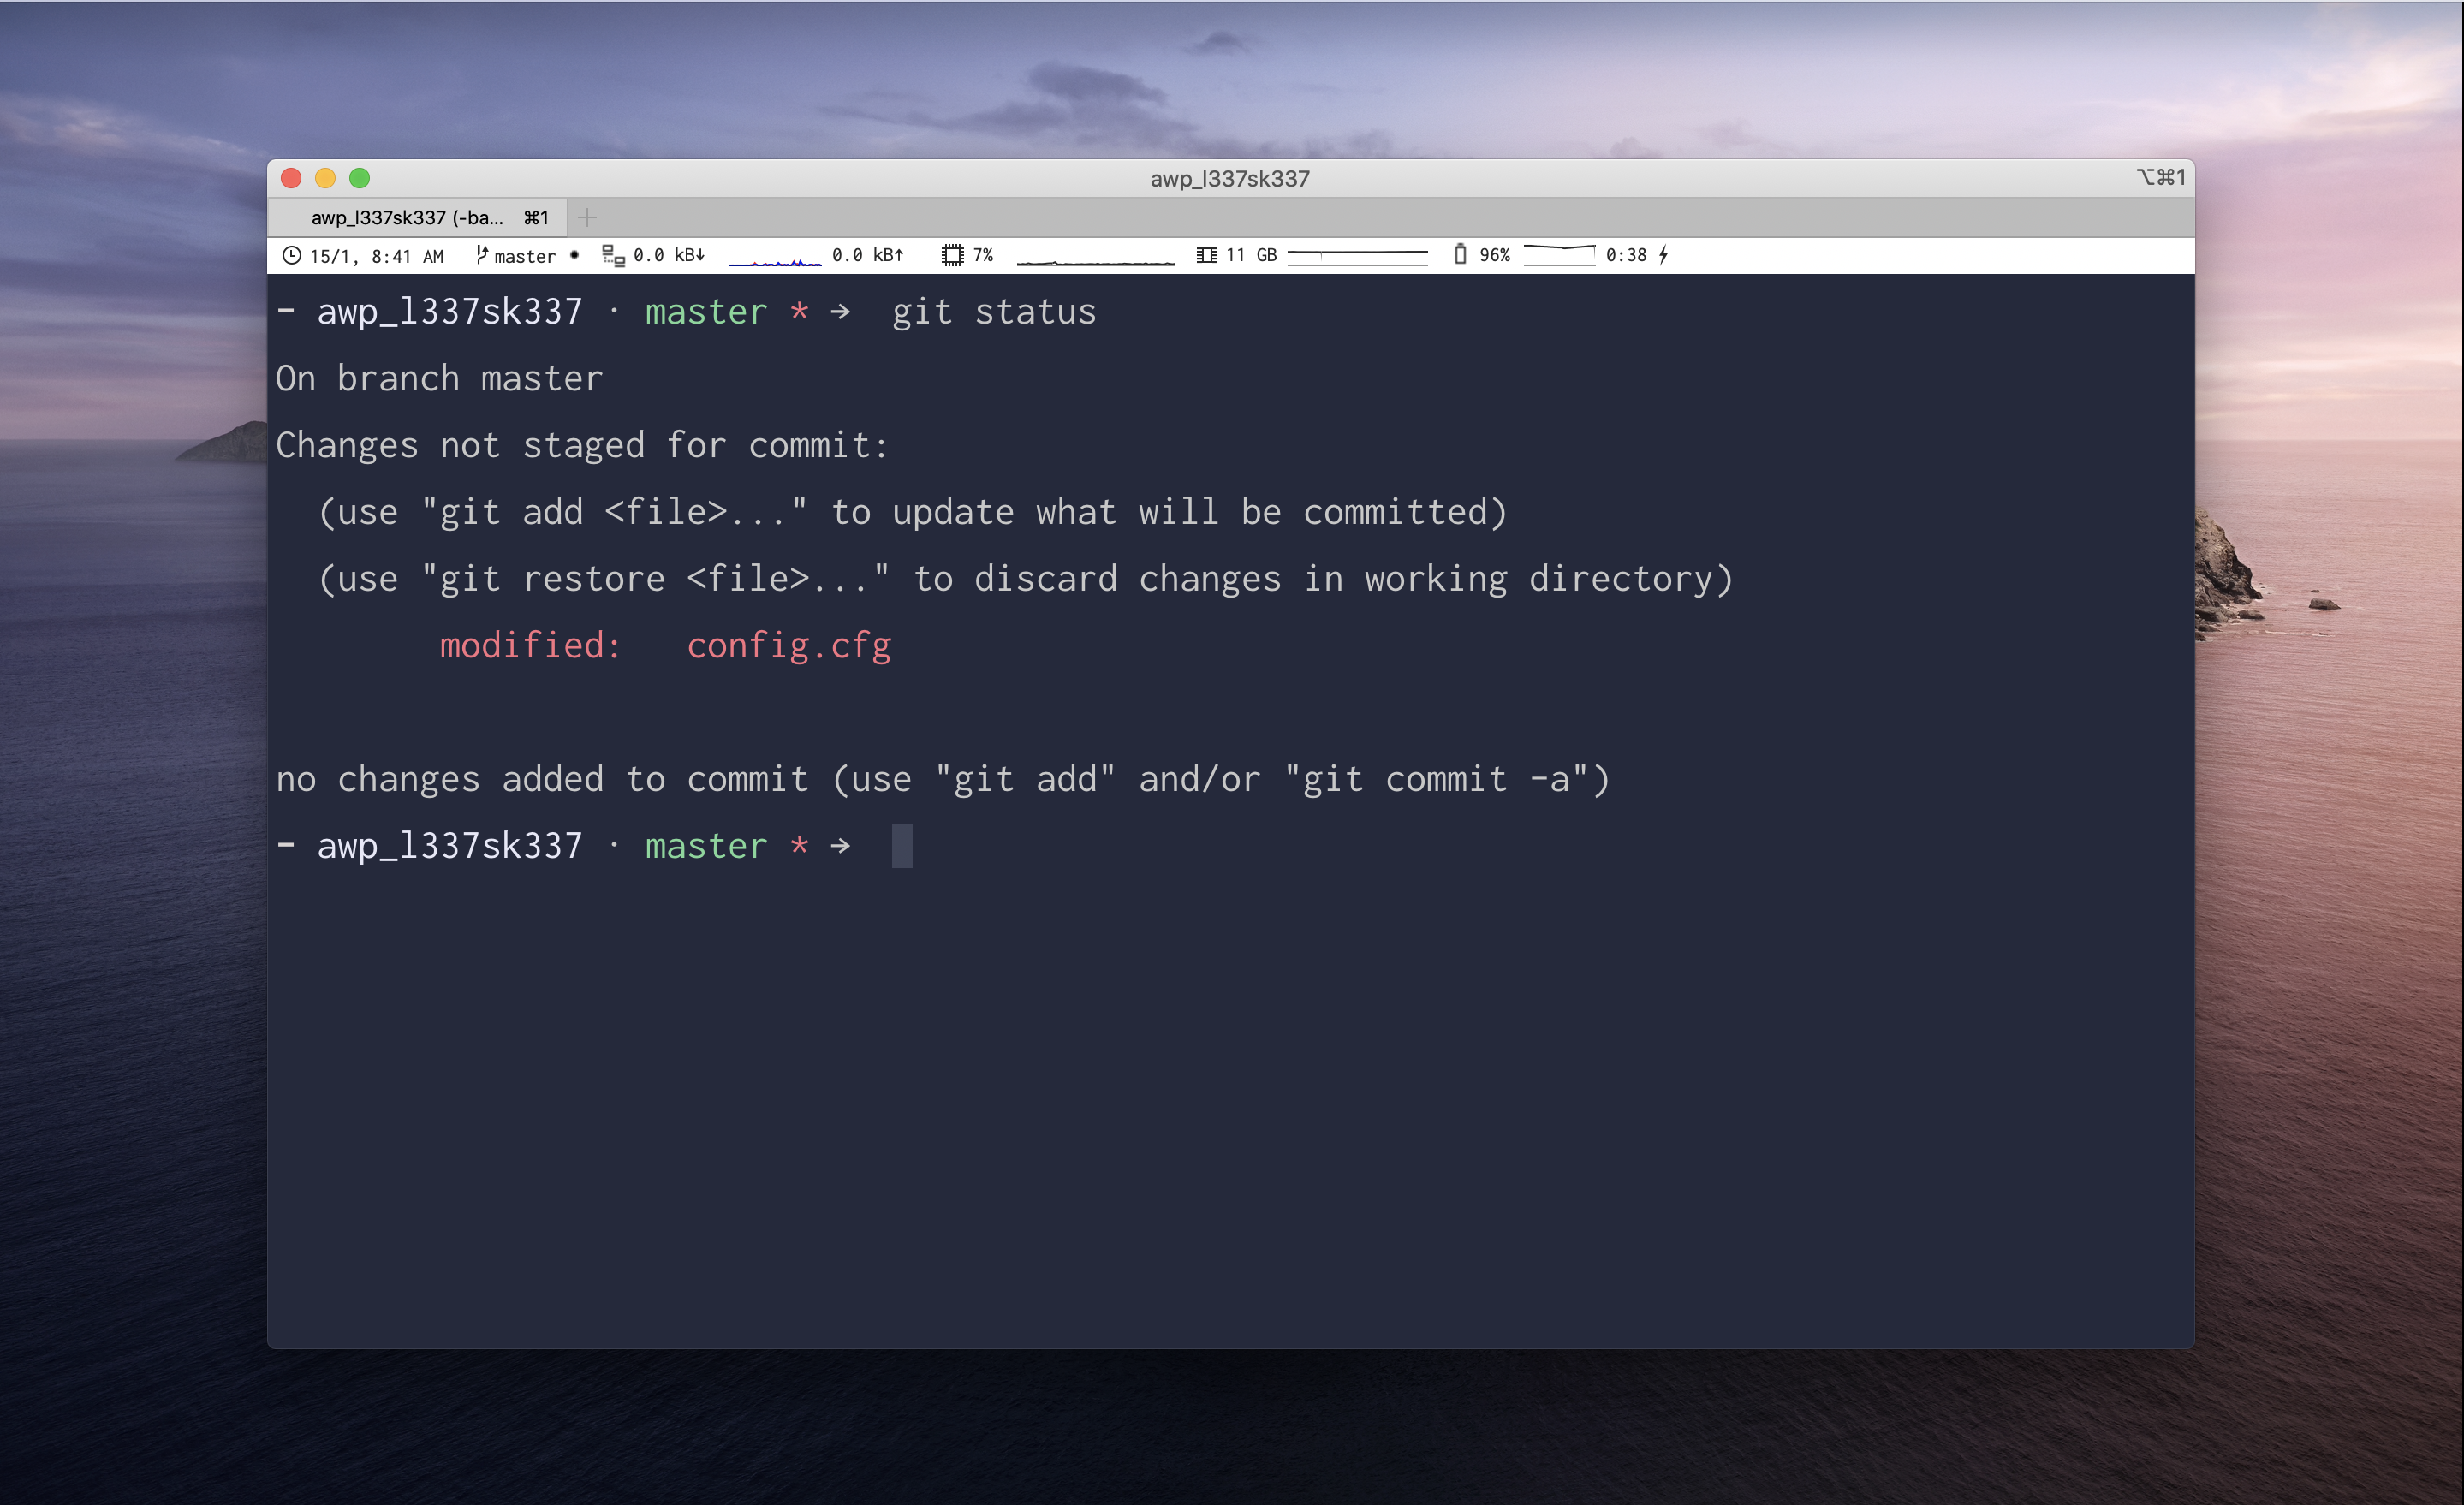 awp_l337sk337 ⌥⌘1
awp_l337sk337 (-ba... ⌘1
15/1, 8:41 AM master 0.0 kB↓ 0.0 kB↑ 7% 11 GB 96% 0:38
- awp_l337sk337 · master * → git status
On branch master
Changes not staged for commit:
(use "git add <file>..." to update what will be committed)
(use "git restore <file>..." to discard changes in working directory)
modified: config.cfg
no changes added to commit (use "git add" and/or "git commit -a")
- awp_l337sk337 · master * →